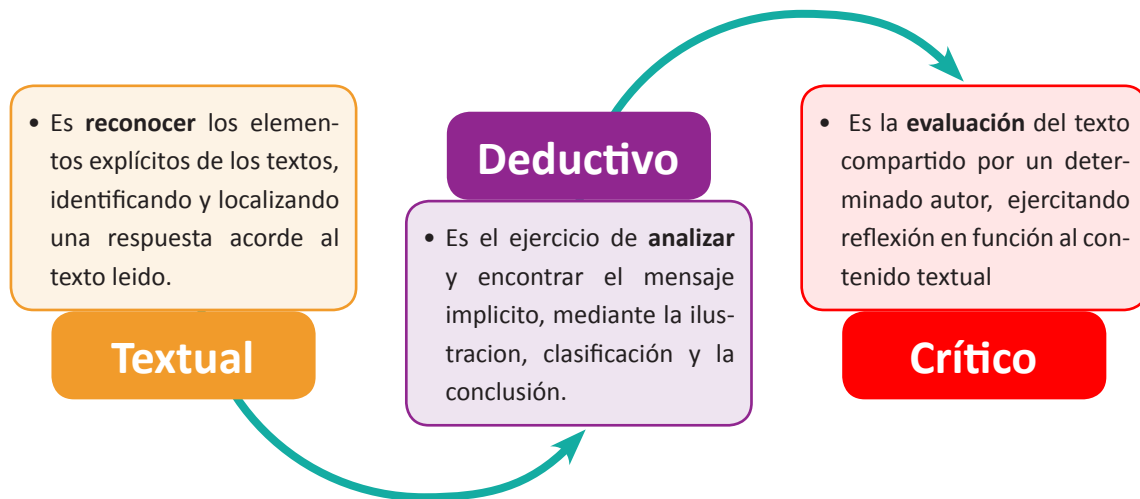 • Es reconocer los elemen-
tos explícitos de los textos,
identificando y localizando
una respuesta acorde al
texto leido.
Textual
Deductivo
• Es el ejercicio de analizar
y encontrar el mensaje
implicito, mediante la ilus-
tracion, clasificación y la
conclusión.
• Es la evaluación del texto
compartido por un deter-
minado autor, ejercitando
reflexión en función al con-
tenido textual
Crítico